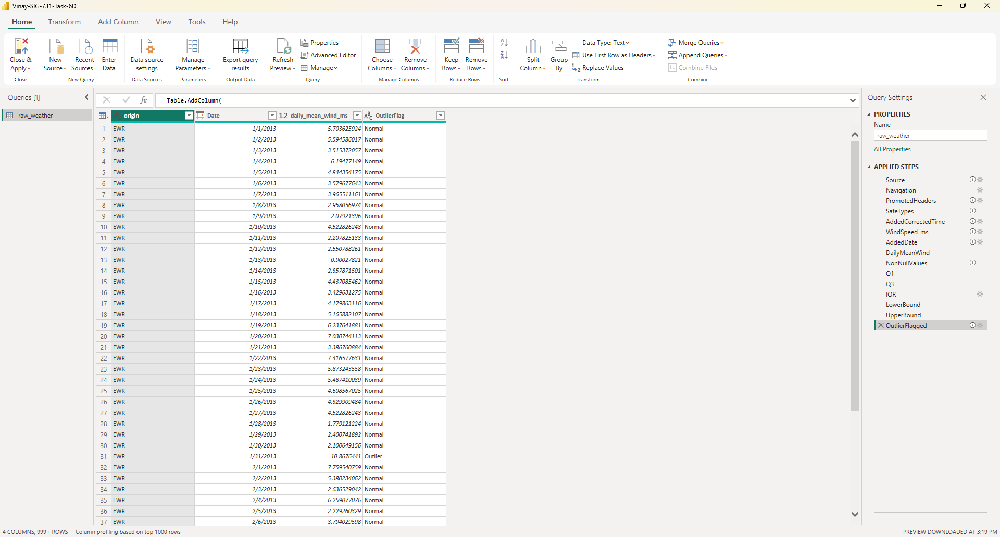 Vinay-SIG-731-Task-6D
Home Transform Add Column View Tools Help
Close & Apply
Close
New Source
Recent Sources
Enter Data
New Query
Data source settings
Data Sources
Manage Parameters
Parameters
Export query results
Output Data
Refresh Preview
Properties
Advanced Editor
Manage
Query
Choose Columns
Remove Columns
Manage Columns
Keep Rows
Remove Rows
Reduce Rows
Sort
Split Column
Group By
Data Type: Text
Use First Row as Headers
Replace Values
Transform
Merge Queries
Append Queries
Combine Files
Combine
Queries [1]
raw_weather
fx = Table.AddColumn(
origin Date 1.2 daily_mean_wind_ms ABC OutlierFlag
1 EWR 1/1/2013 5.703625924 Normal
2 EWR 1/2/2013 5.594586017 Normal
3 EWR 1/3/2013 3.515372057 Normal
4 EWR 1/4/2013 6.19477149 Normal
5 EWR 1/5/2013 4.844354175 Normal
6 EWR 1/6/2013 3.579677643 Normal
7 EWR 1/7/2013 3.965511161 Normal
8 EWR 1/8/2013 2.958056974 Normal
9 EWR 1/9/2013 2.07921396 Normal
10 EWR 1/10/2013 4.522826243 Normal
11 EWR 1/11/2013 2.207825133 Normal
12 EWR 1/12/2013 2.550788261 Normal
13 EWR 1/13/2013 0.90027821 Normal
14 EWR 1/14/2013 2.357871501 Normal
15 EWR 1/15/2013 4.437085462 Normal
16 EWR 1/16/2013 3.429631275 Normal
17 EWR 1/17/2013 4.179863116 Normal
18 EWR 1/18/2013 5.165882107 Normal
19 EWR 1/19/2013 6.237641881 Normal
20 EWR 1/20/2013 7.030744113 Normal
21 EWR 1/21/2013 3.386760884 Normal
22 EWR 1/22/2013 7.416577631 Normal
23 EWR 1/23/2013 5.873243558 Normal
24 EWR 1/24/2013 5.487410039 Normal
25 EWR 1/25/2013 4.608567025 Normal
26 EWR 1/26/2013 4.329909484 Normal
27 EWR 1/27/2013 4.522826243 Normal
28 EWR 1/28/2013 1.779121224 Normal
29 EWR 1/29/2013 2.400741892 Normal
30 EWR 1/30/2013 2.100649156 Normal
31 EWR 1/31/2013 10.8676441 Outlier
32 EWR 2/1/2013 7.759540759 Normal
33 EWR 2/2/2013 5.380234062 Normal
34 EWR 2/3/2013 2.636529042 Normal
35 EWR 2/4/2013 6.259077076 Normal
36 EWR 2/5/2013 2.229260329 Normal
37 EWR 2/6/2013 3.794029598 Normal
Query Settings
PROPERTIES
Name
raw_weather
All Properties
APPLIED STEPS
Source
Navigation
PromotedHeaders
SafeTypes
AddedCorrectedTime
WindSpeed_ms
AddedDate
DailyMeanWind
NonNullValues
Q1
Q3
IQR
LowerBound
UpperBound
OutlierFlagged
4 COLUMNS, 999+ ROWS Column profiling based on top 1000 rows PREVIEW DOWNLOADED AT 3:19 PM